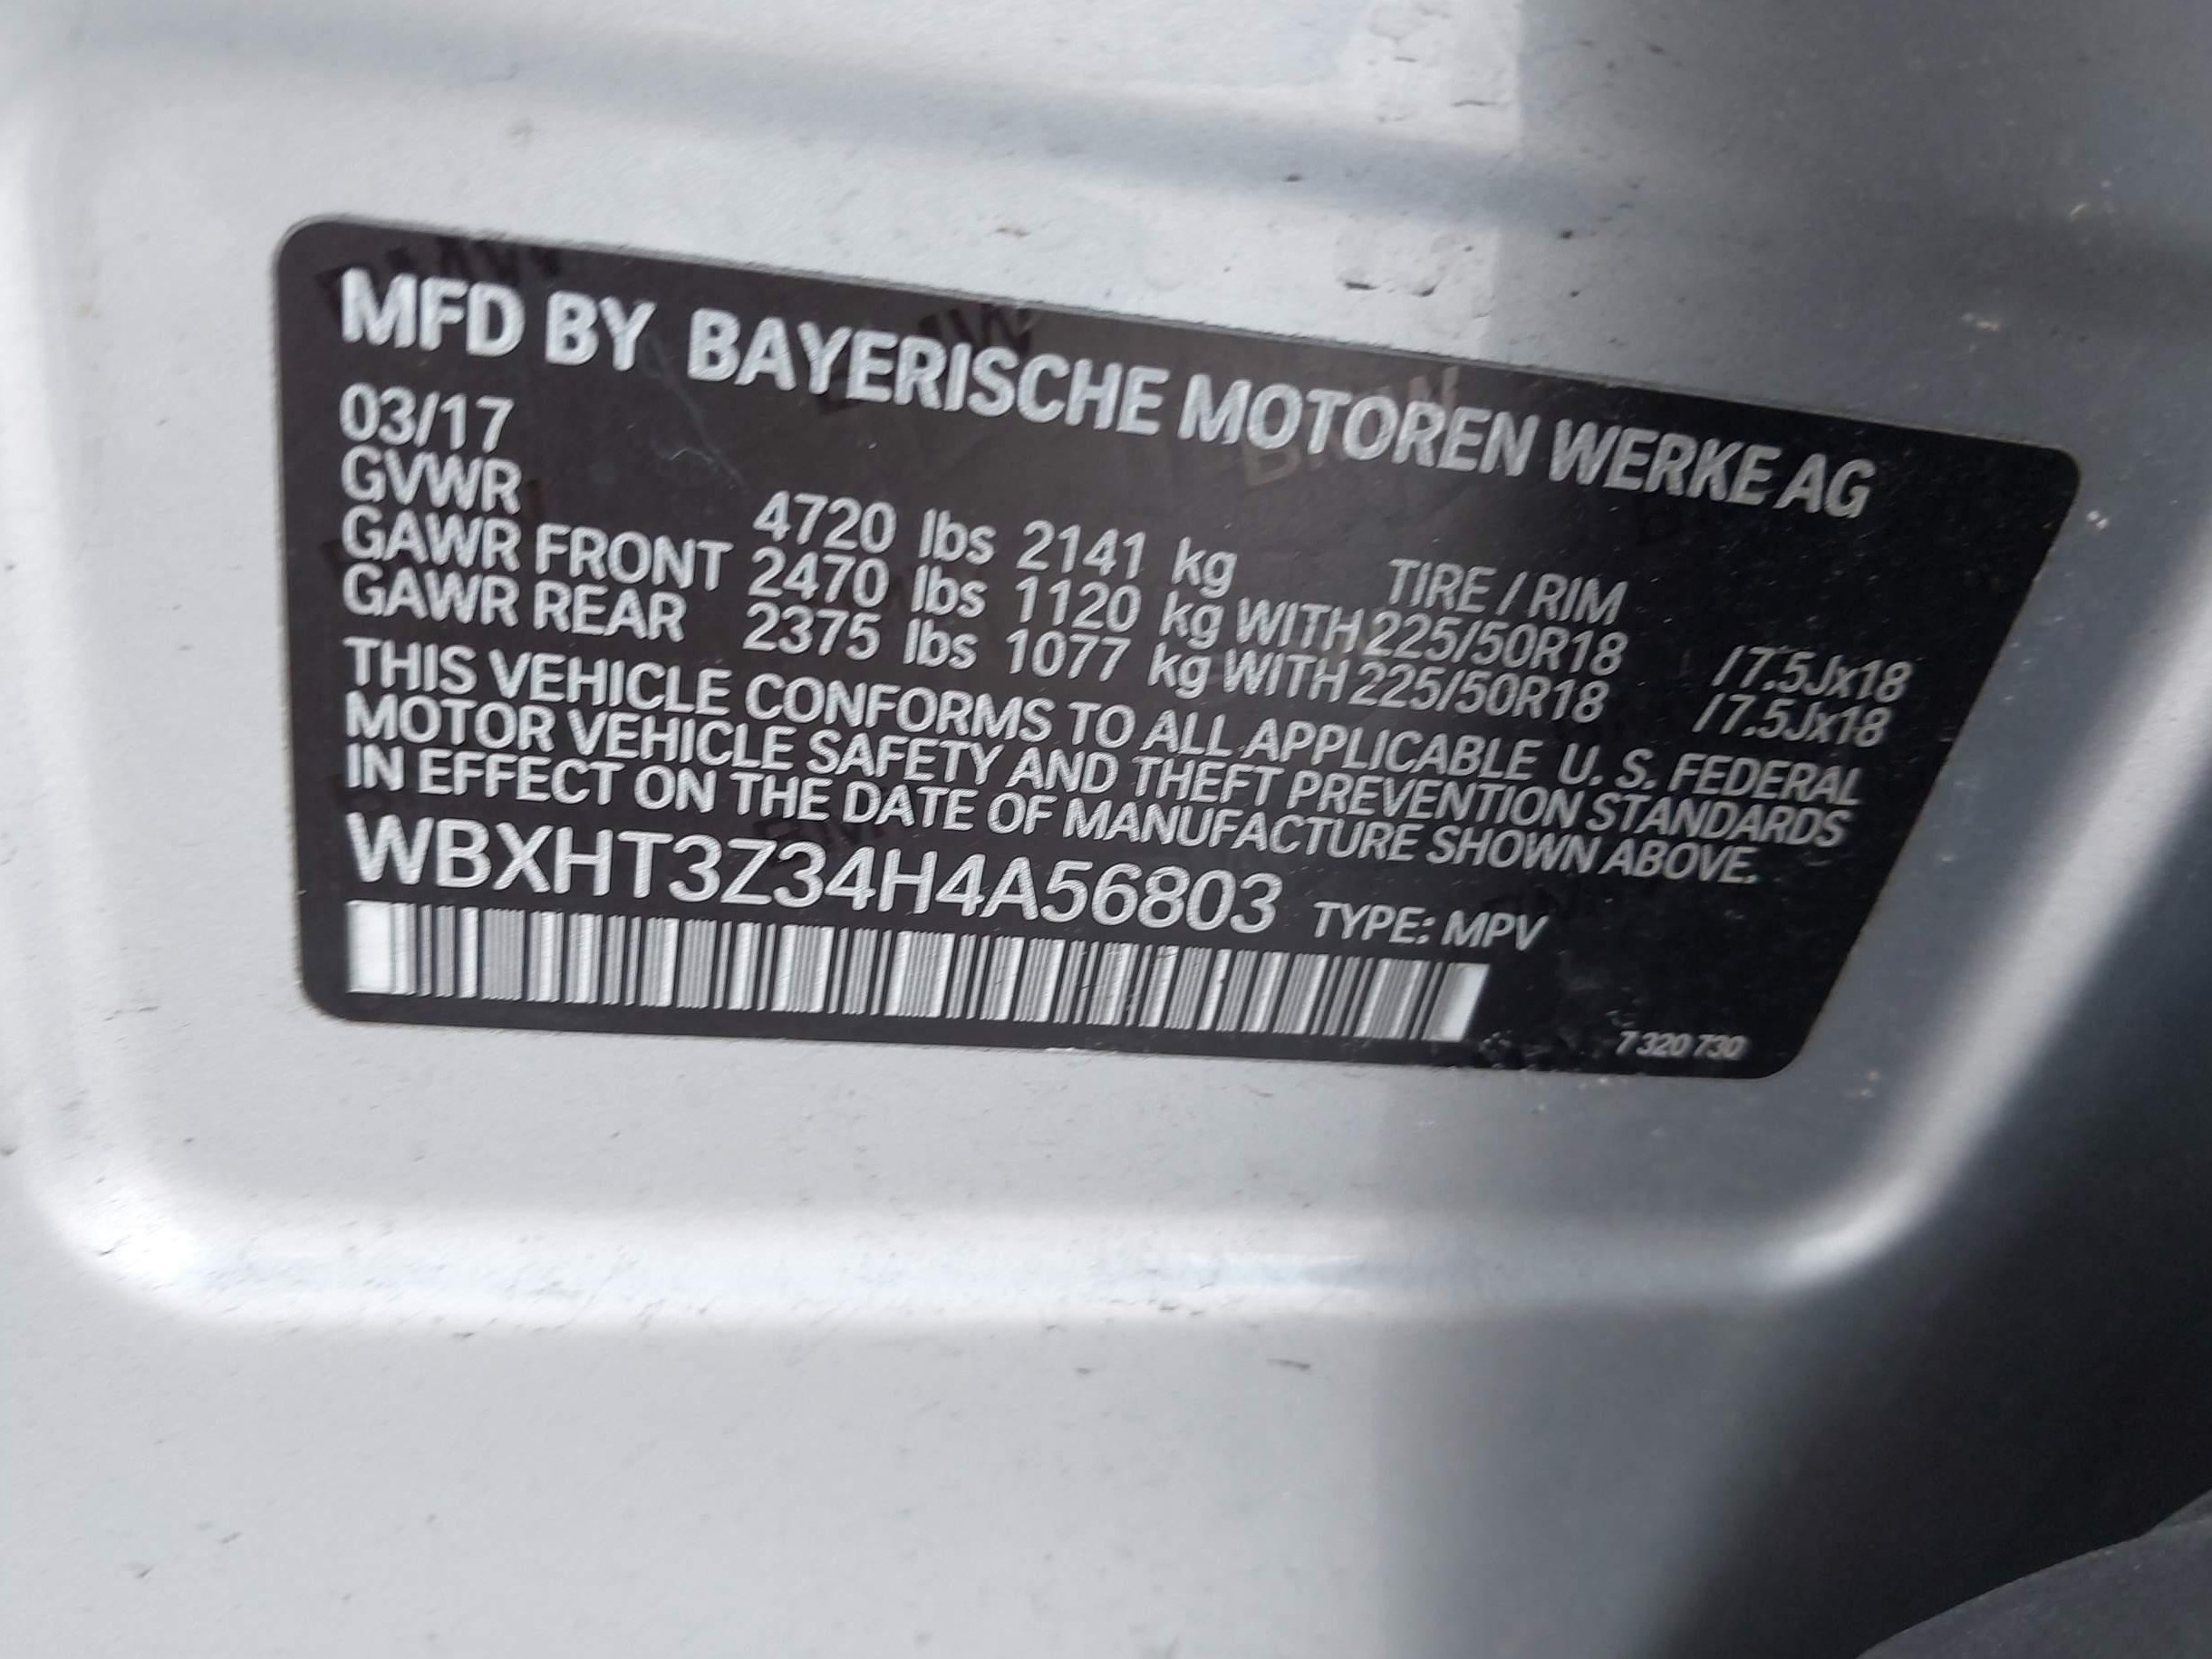 MFD BY BAYERISCHE MOTOREN WERKE AG
03/17
GVWR 4720 lbs 2141 kg TIRE / RIM
GAWR FRONT 2470 lbs 1120 kg WITH 225/50R18 /7.5Jx18
GAWR REAR 2375 lbs 1077 kg WITH 225/50R18 /7.5Jx18
THIS VEHICLE CONFORMS TO ALL APPLICABLE U. S. FEDERAL
MOTOR VEHICLE SAFETY AND THEFT PREVENTION STANDARDS
IN EFFECT ON THE DATE OF MANUFACTURE SHOWN ABOVE.
WBXHT3Z34H4A56803 TYPE: MPV
7 320 730